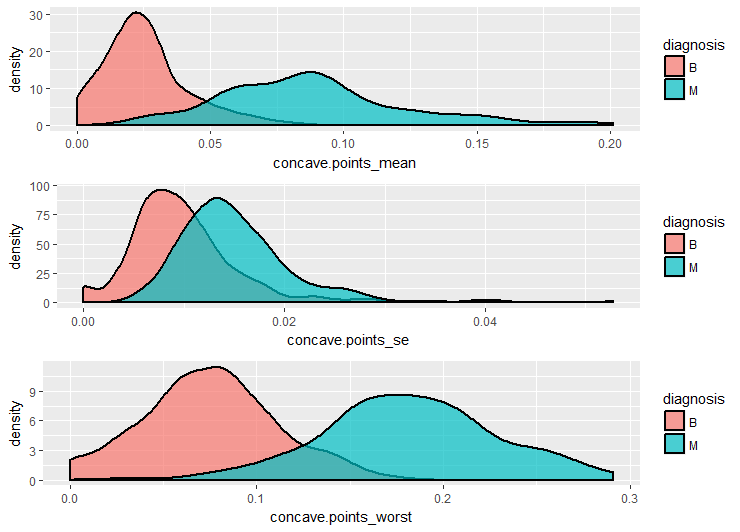 30
20
10
0
density
0.00 0.05 0.10 0.15 0.20
concave.points_mean
diagnosis
B
M
100
75
50
25
0
density
0.00 0.02 0.04
concave.points_se
diagnosis
B
M
9
6
3
0
density
0.0 0.1 0.2 0.3
concave.points_worst
diagnosis
B
M